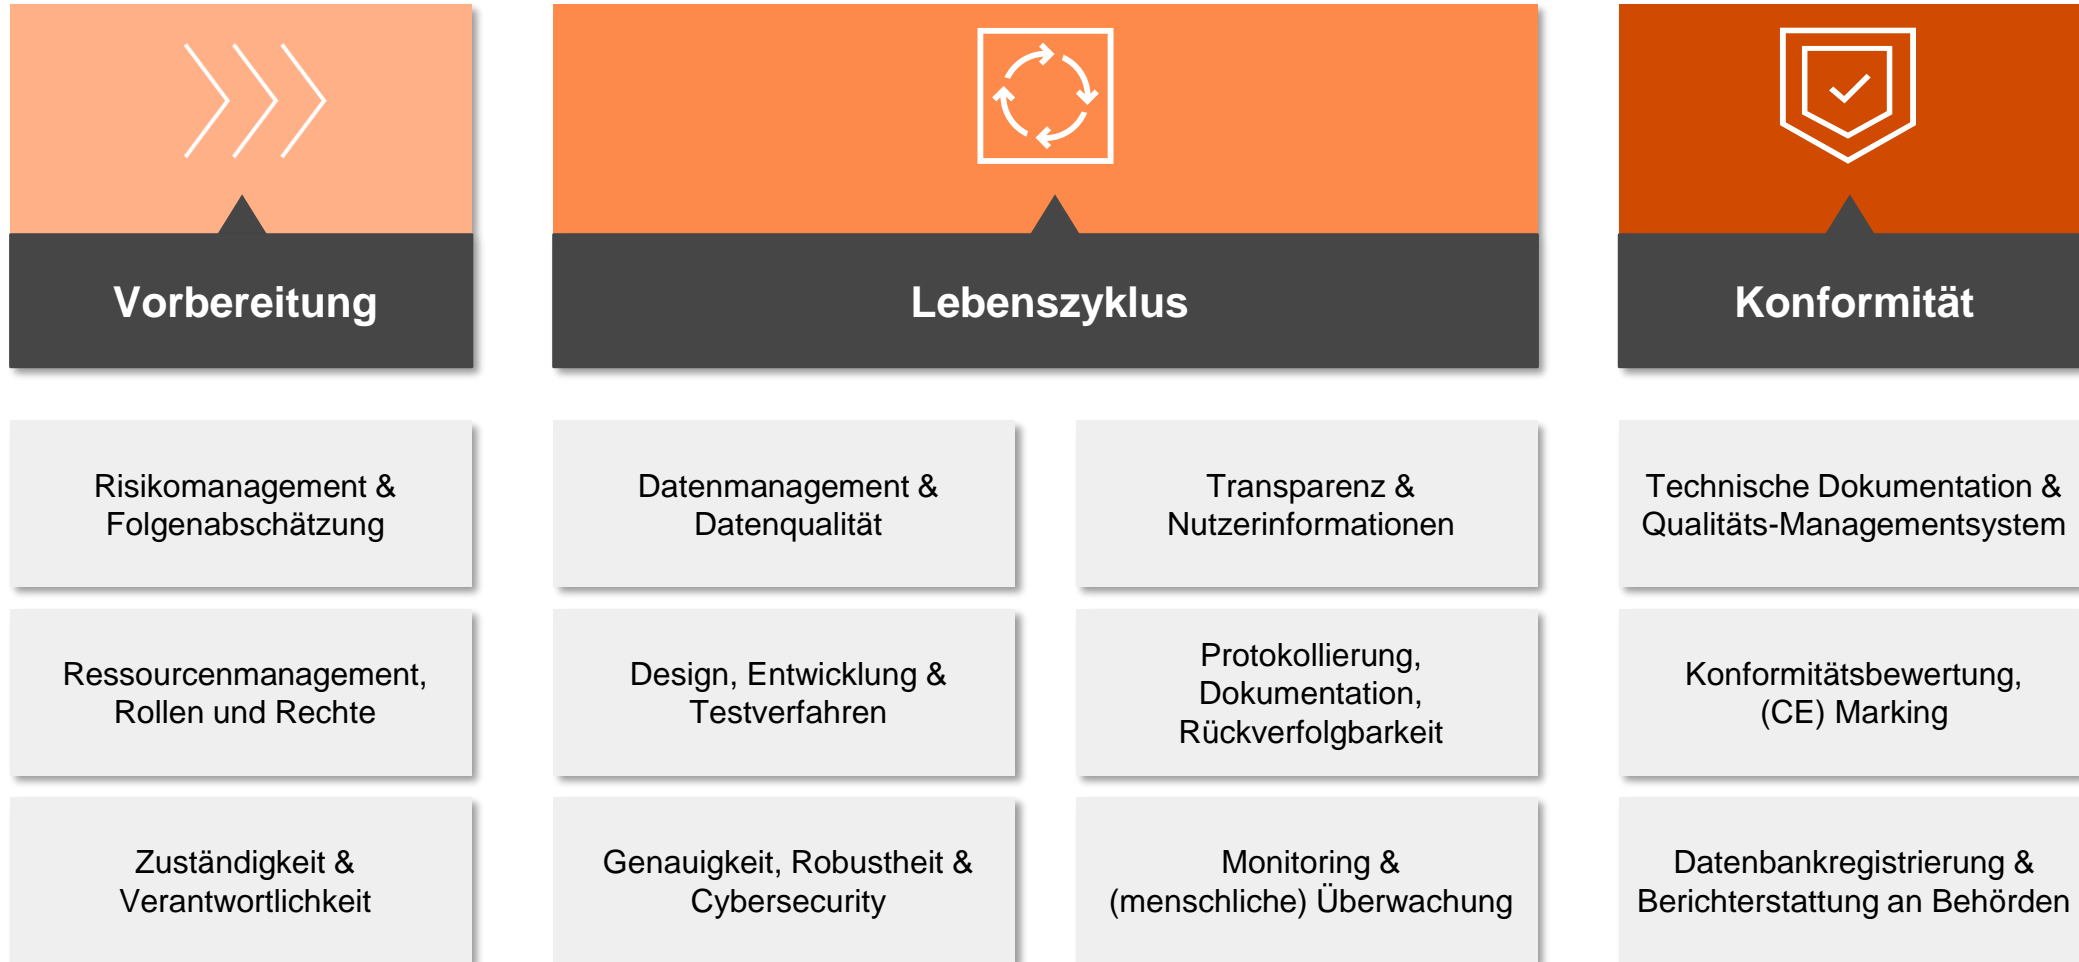 Vorbereitung
Lebenszyklus
Konformität
Risikomanagement &
Folgenabschätzung
Datenmanagement &
Datenqualität
Transparenz &
Nutzerinformationen
Technische Dokumentation &
Qualitäts-Managementsystem
Ressourcenmanagement,
Rollen und Rechte
Design, Entwicklung &
Testverfahren
Protokollierung,
Dokumentation,
Rückverfolgbarkeit
Konformitätsbewertung,
(CE) Marking
Zuständigkeit &
Verantwortlichkeit
Genauigkeit, Robustheit &
Cybersecurity
Monitoring &
(menschliche) Überwachung
Datenbankregistrierung &
Berichterstattung an Behörden